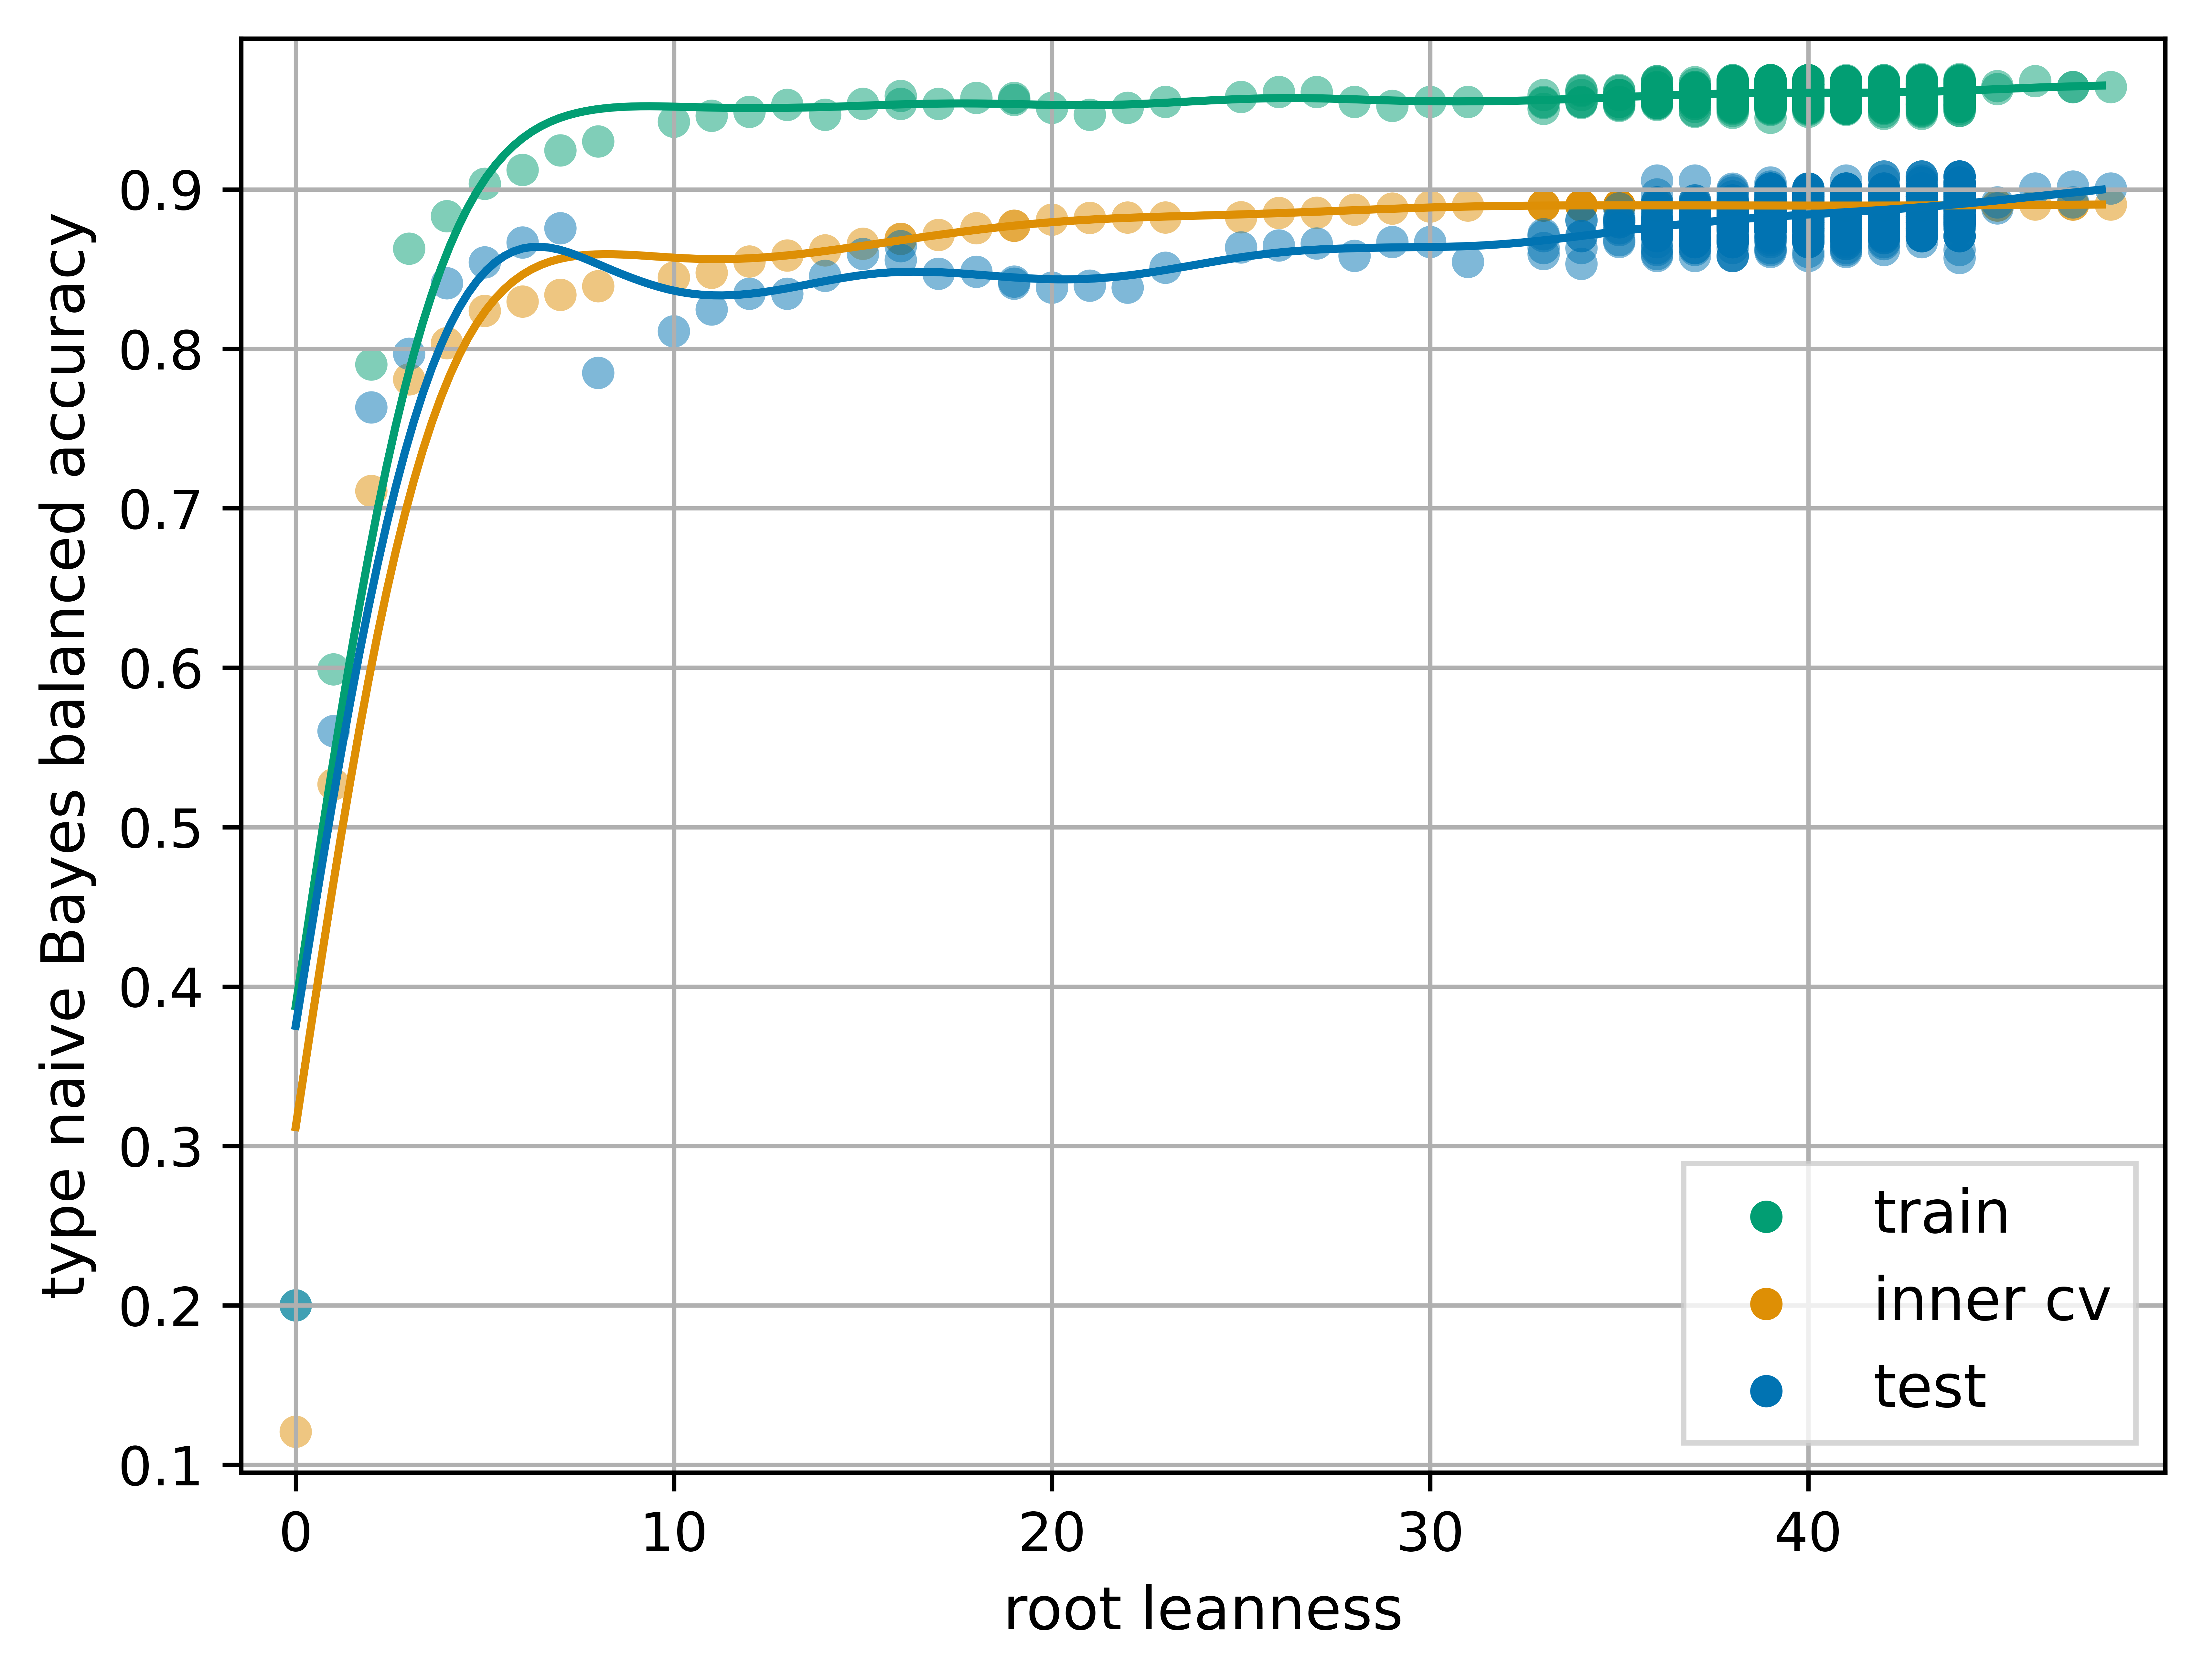 type naive Bayes balanced accuracy
0.9
0.8
0.7
0.6
0.5
0.4
0.3
0.2
0.1
0 10 20 30 40
root leanness
train
inner cv
test